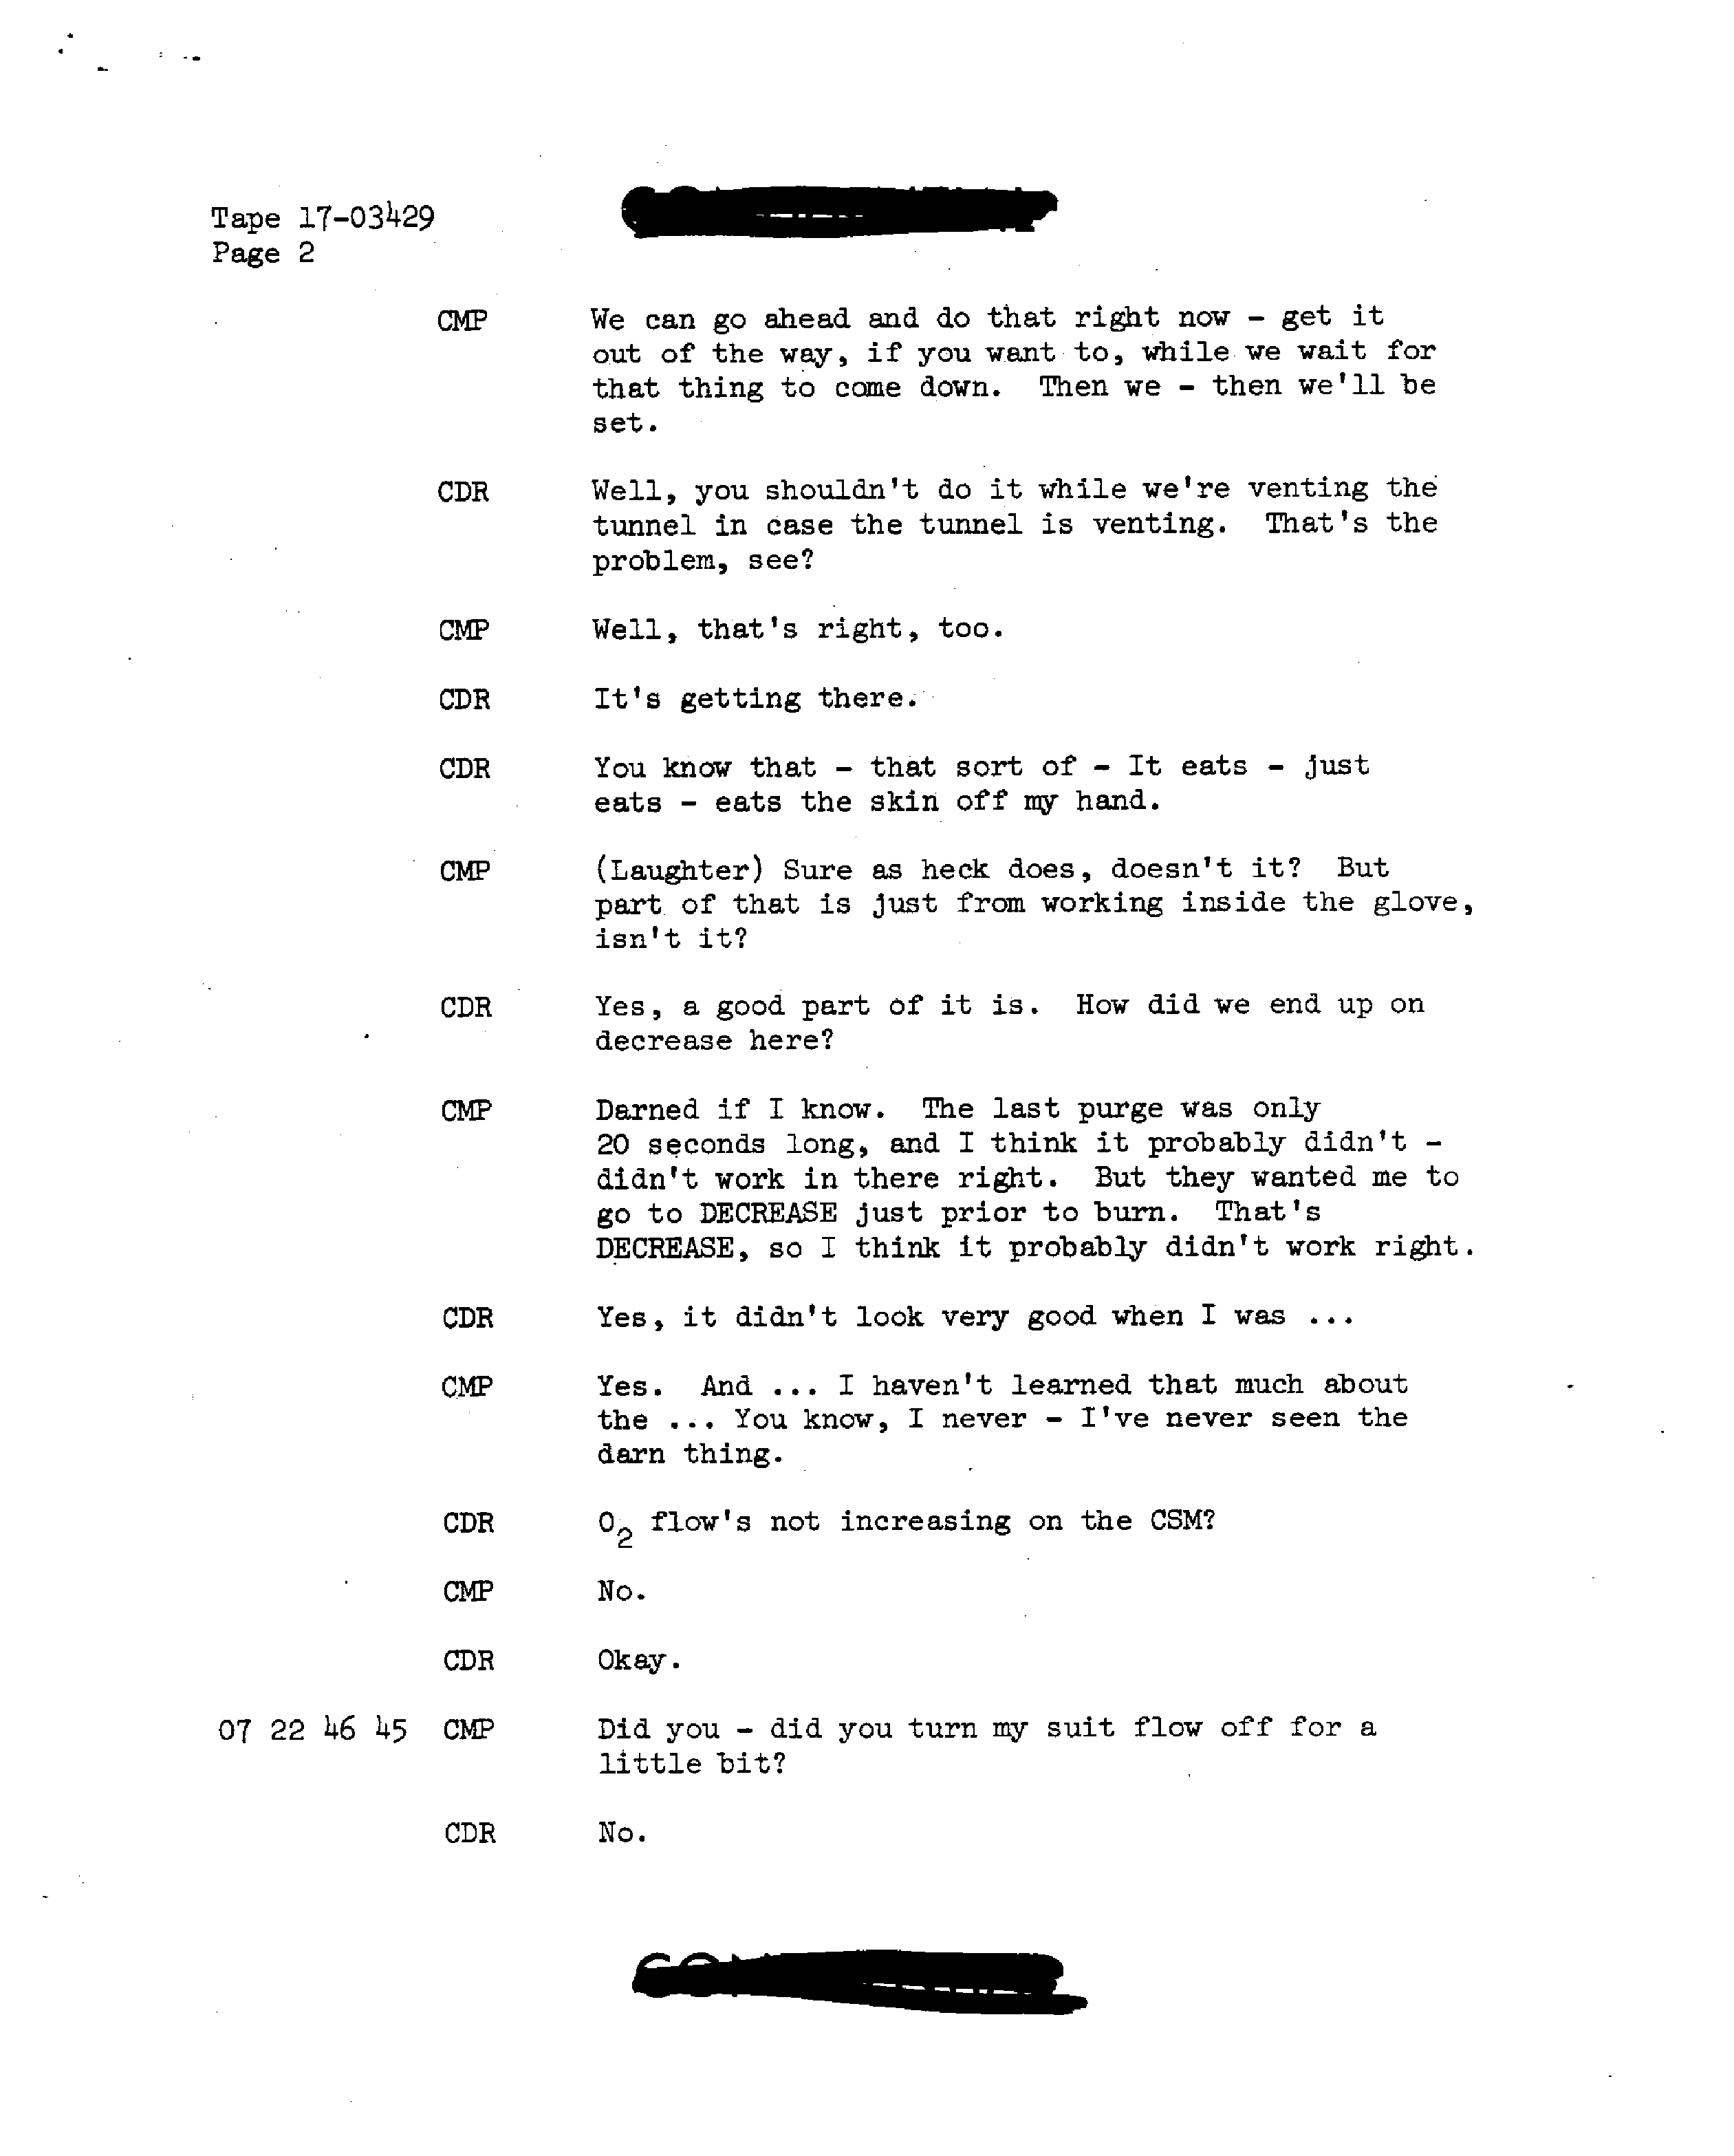 Tape 17-03429
Page 2
CMP We can go ahead and do that right now - get it
out of the way, if you want to, while we wait for
that thing to come down. Then we - then we'll be
set.
CDR Well, you shouldn't do it while we're venting the
tunnel in case the tunnel is venting. That's the
problem, see?
CMP Well, that's right, too.
CDR It's getting there.
CDR You know that - that sort of - It eats - just
eats - eats the skin off my hand.
CMP (Laughter) Sure as heck does, doesn't it? But
part of that is just from working inside the glove,
isn't it?
CDR Yes, a good part of it is. How did we end up on
decrease here?
CMP Darned if I know. The last purge was only
20 seconds long, and I think it probably didn't -
didn't work in there right. But they wanted me to
go to DECREASE just prior to burn. That's
DECREASE, so I think it probably didn't work right.
CDR Yes, it didn't look very good when I was ...
CMP Yes. And ... I haven't learned that much about
the ... You know, I never - I've never seen the
darn thing.
CDR O2 flow's not increasing on the CSM?
CMP No.
CDR Okay.
07 22 46 45 CMP Did you - did you turn my suit flow off for a
little bit?
CDR No.